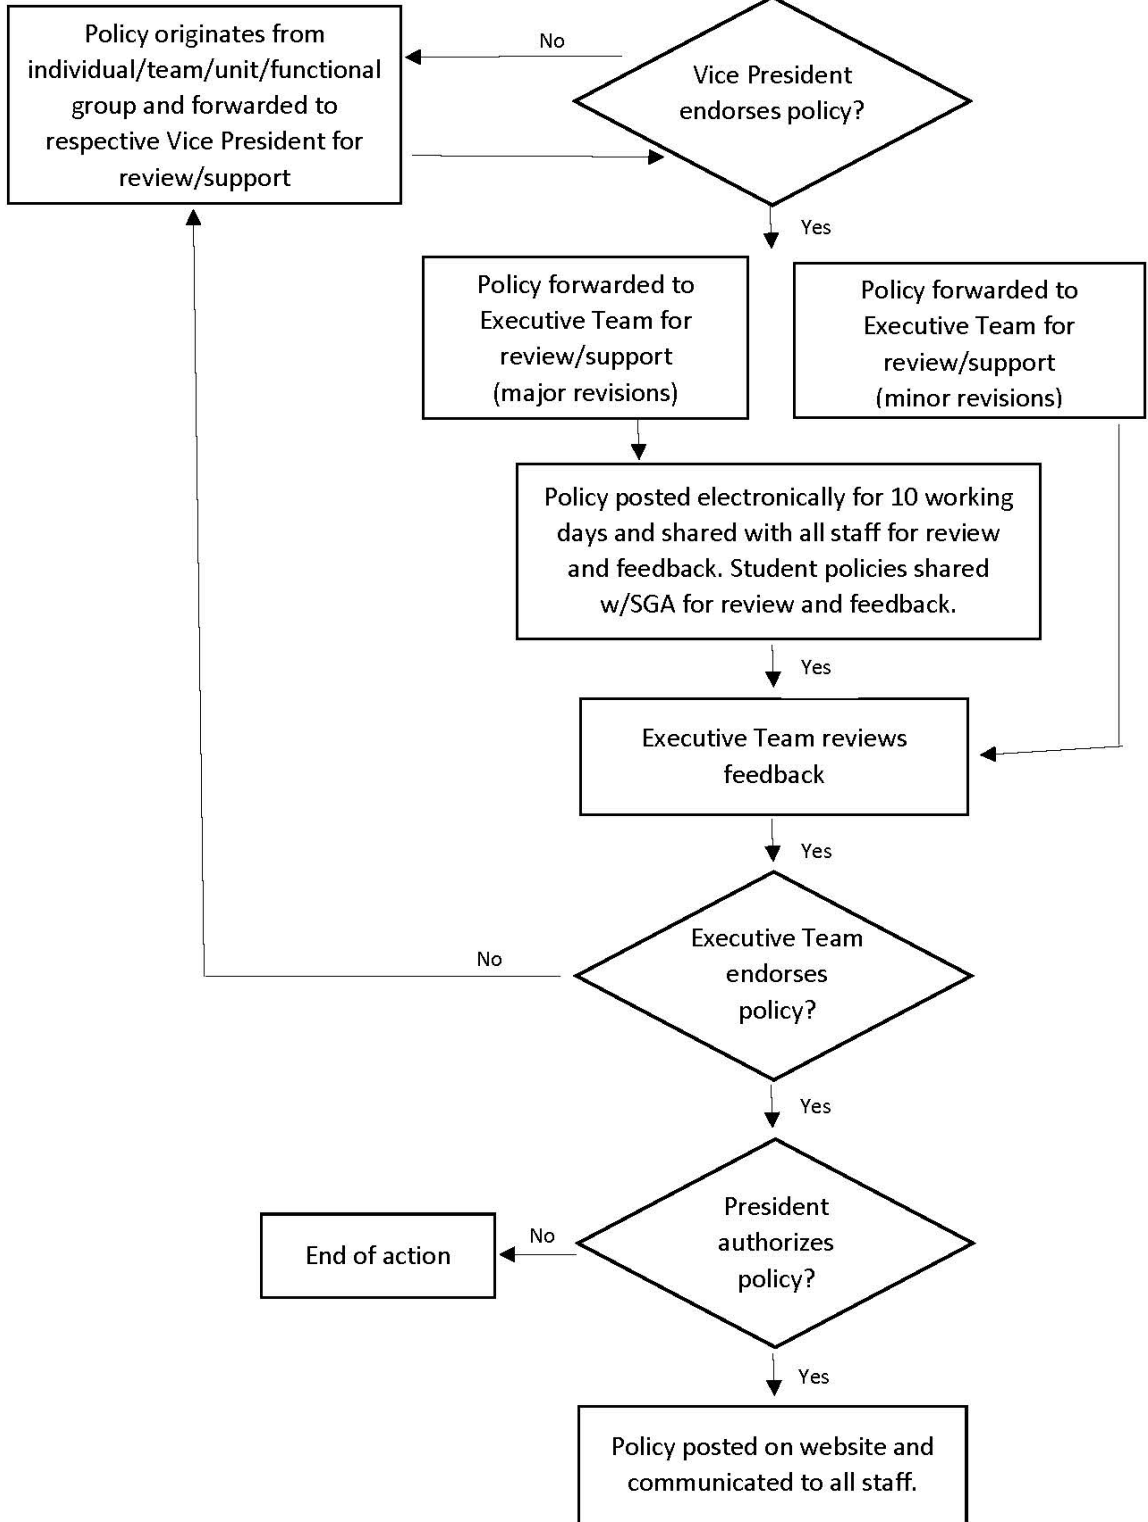 Policy originates from
individual/team/unit/functional
group and forwarded to
respective Vice President for
review/support
No
Vice President
endorses policy?
Yes
Policy forwarded to
Executive Team for
review/support
(major revisions)
Policy forwarded to
Executive Team for
review/support
(minor revisions)
Policy posted electronically for 10 working
days and shared with all staff for review
and feedback. Student policies shared
w/SGA for review and feedback.
Yes
Executive Team reviews
feedback
Yes
Executive Team
endorses
policy?
No
Yes
President
authorizes
policy?
No
End of action
Yes
Policy posted on website and
communicated to all staff.